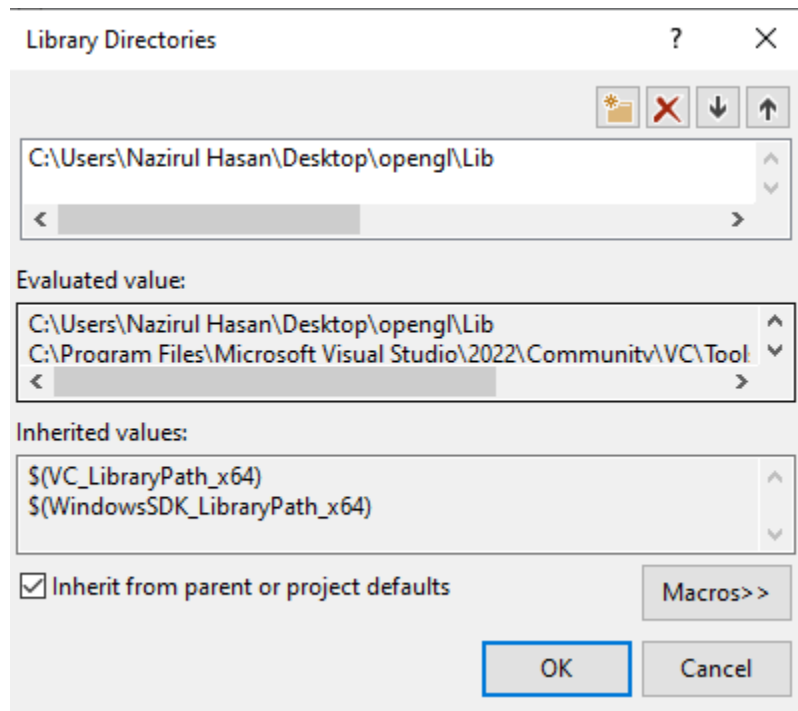 Library Directories
?
C:\Users\Nazirul Hasan\Desktop\opengl\Lib
Evaluated value:
C:\Users\Nazirul Hasan\Desktop\opengl\Lib
C:\Program Files\Microsoft Visual Studio\2022\Community\VC\Tool
Inherited values:
$(VC_LibraryPath_x64)
$(WindowsSDK_LibraryPath_x64)
Inherit from parent or project defaults
Macros>>
OK
Cancel